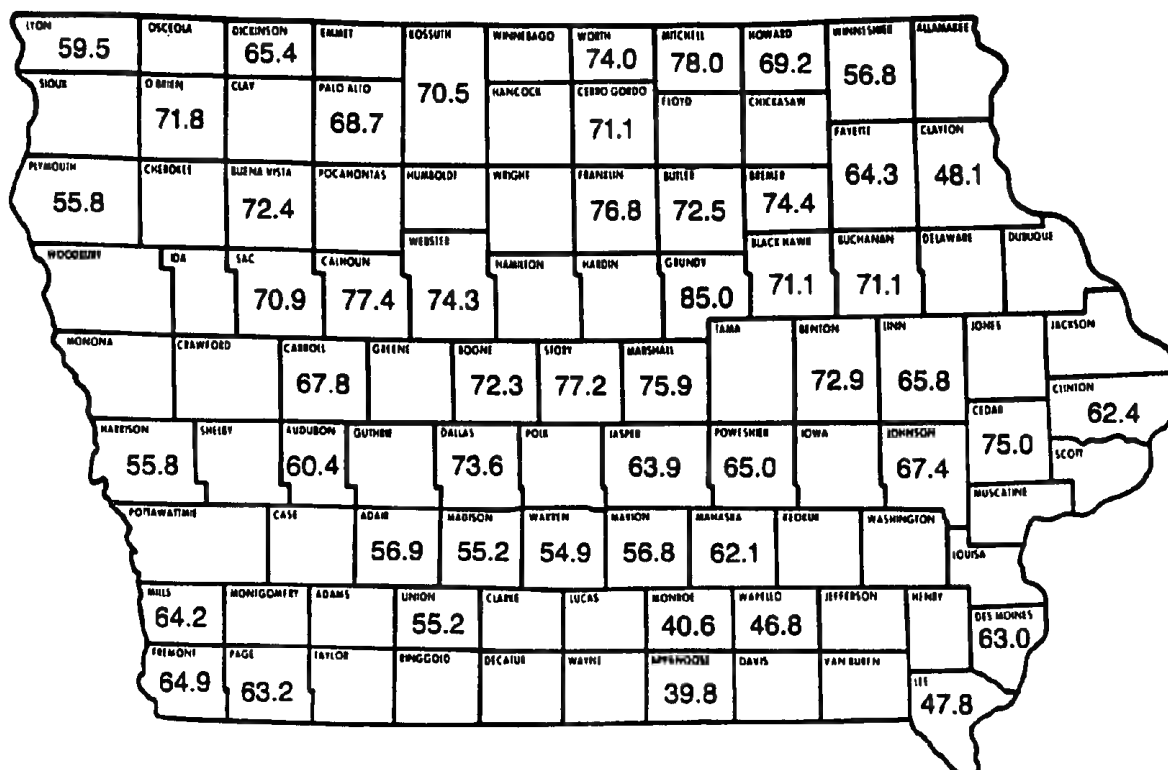 LYON OSCEOLA DICKINSON EMMET KOSSUTH WINNEBAGO WORTH MITCHELL HOWARD WINNESHIEK ALLAMAKEE
59.5 65.4 74.0 78.0 69.2 56.8
SIOUX O BRIEN CLAY PALO ALTO HANCOCK CERRO GORDO FLOYD CHICKASAW
71.8 68.7 70.5 71.1
FAYETTE CLAYTON
64.3 48.1
PLYMOUTH CHEROKEE BUENA VISTA POCAHONTAS HUMBOLDT WRIGHT FRANKLIN BUTLER BREMER
55.8 72.4 76.8 72.5 74.4
WOODBURY IDA SAC CALHOUN WEBSTER HAMILTON HARDIN GRUNDY BLACK HAWK BUCHANAN DELAWARE DUBUQUE
70.9 77.4 74.3 85.0 71.1 71.1
MONONA CRAWFORD CARROLL GREENE BOONE STORY MARSHALL TAMA BENTON LINN JONES JACKSON
67.8 72.3 77.2 75.9 72.9 65.8
CLINTON
62.4
HARRISON SHELBY AUDUBON GUTHRIE DALLAS POLK JASPER POWESHIEK IOWA JOHNSON CEDAR SCOTT
55.8 60.4 73.6 63.9 65.0 67.4 75.0
MUSCATINE
POTTAWATTMIE CASE ADAIR MADISON WARREN MARION MAHASKA KEOKUK WASHINGTON LOUISA
56.9 55.2 54.9 56.8 62.1
MILLS MONTGOMERY ADAMS UNION CLARKE LUCAS MONROE WAPELLO JEFFERSON HENRY DES MOINES
64.2 55.2 40.6 46.8 63.0
FREMONT PAGE TAYLOR RINGGOLD DECATUR WAYNE APPANOOSE DAVIS VAN BUREN LEE
64.9 63.2 39.8 47.8